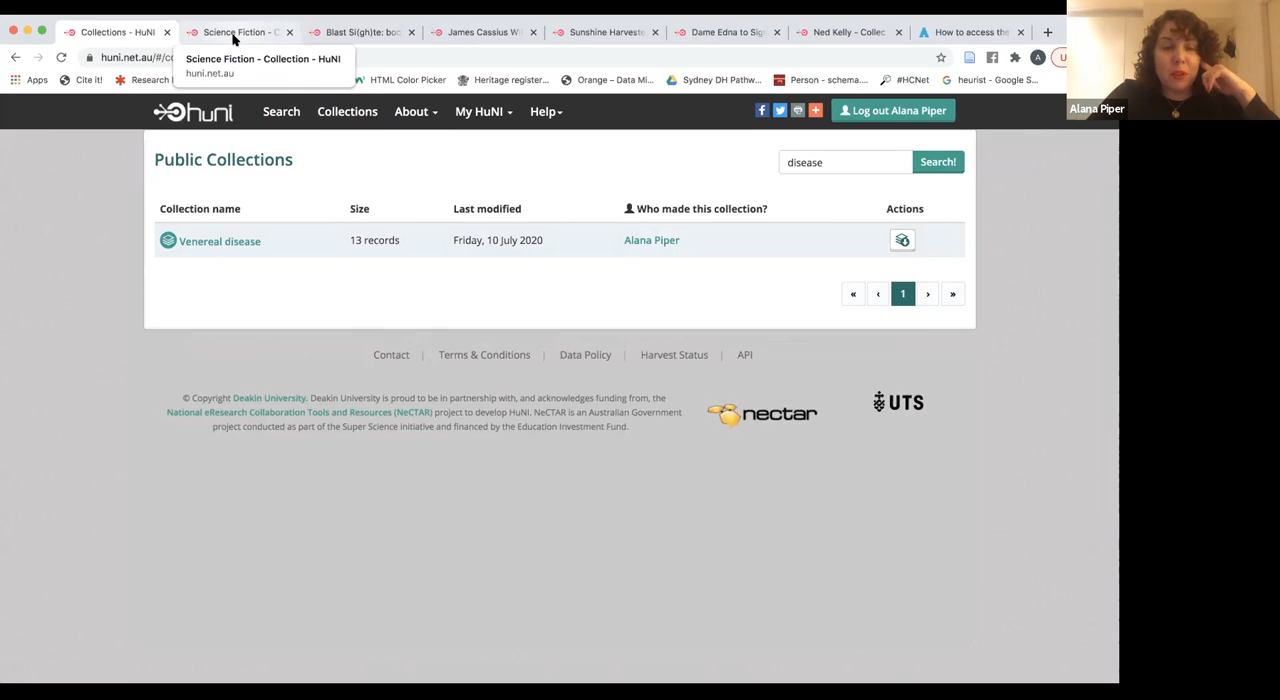 Collections - HuNI
Science Fiction - C
Blast Si(gh)te: boc
James Cassius Wil
Sunshine Harveste
Dame Edna to Sig
Ned Kelly - Collec
How to access the
Science Fiction - Collection - HuNI
huni.net.au
huni.net.au/#/co
A
Apps
Cite it!
Research
HTML Color Picker
Heritage register...
Orange – Data Mi...
Sydney DH Pathw...
Person - schema....
#HCNet
heurist - Google S...
Alana Piper
huni
Search
Collections
About
My HuNI
Help
Log out Alana Piper
Public Collections
disease
Search!
Collection name
Size
Last modified
Who made this collection?
Actions
Venereal disease
13 records
Friday, 10 July 2020
Alana Piper
« ‹ 1 › »
Contact | Terms & Conditions | Data Policy | Harvest Status | API
© Copyright Deakin University. Deakin University is proud to be in partnership with, and acknowledges funding from, the
National eResearch Collaboration Tools and Resources (NeCTAR) project to develop HuNI. NeCTAR is an Australian Government
project conducted as part of the Super Science initiative and financed by the Education Investment Fund.
nectar
UTS